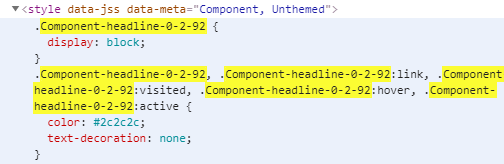 ▼<style data-jss data-meta="Component, Unthemed">
.Component-headline-0-2-92 {
display: block;
}
.Component-headline-0-2-92, .Component-headline-0-2-92:link, .Component-
headline-0-2-92:visited, .Component-headline-0-2-92:hover, .Component-
headline-0-2-92:active {
color: #2c2c2c;
text-decoration: none;
}